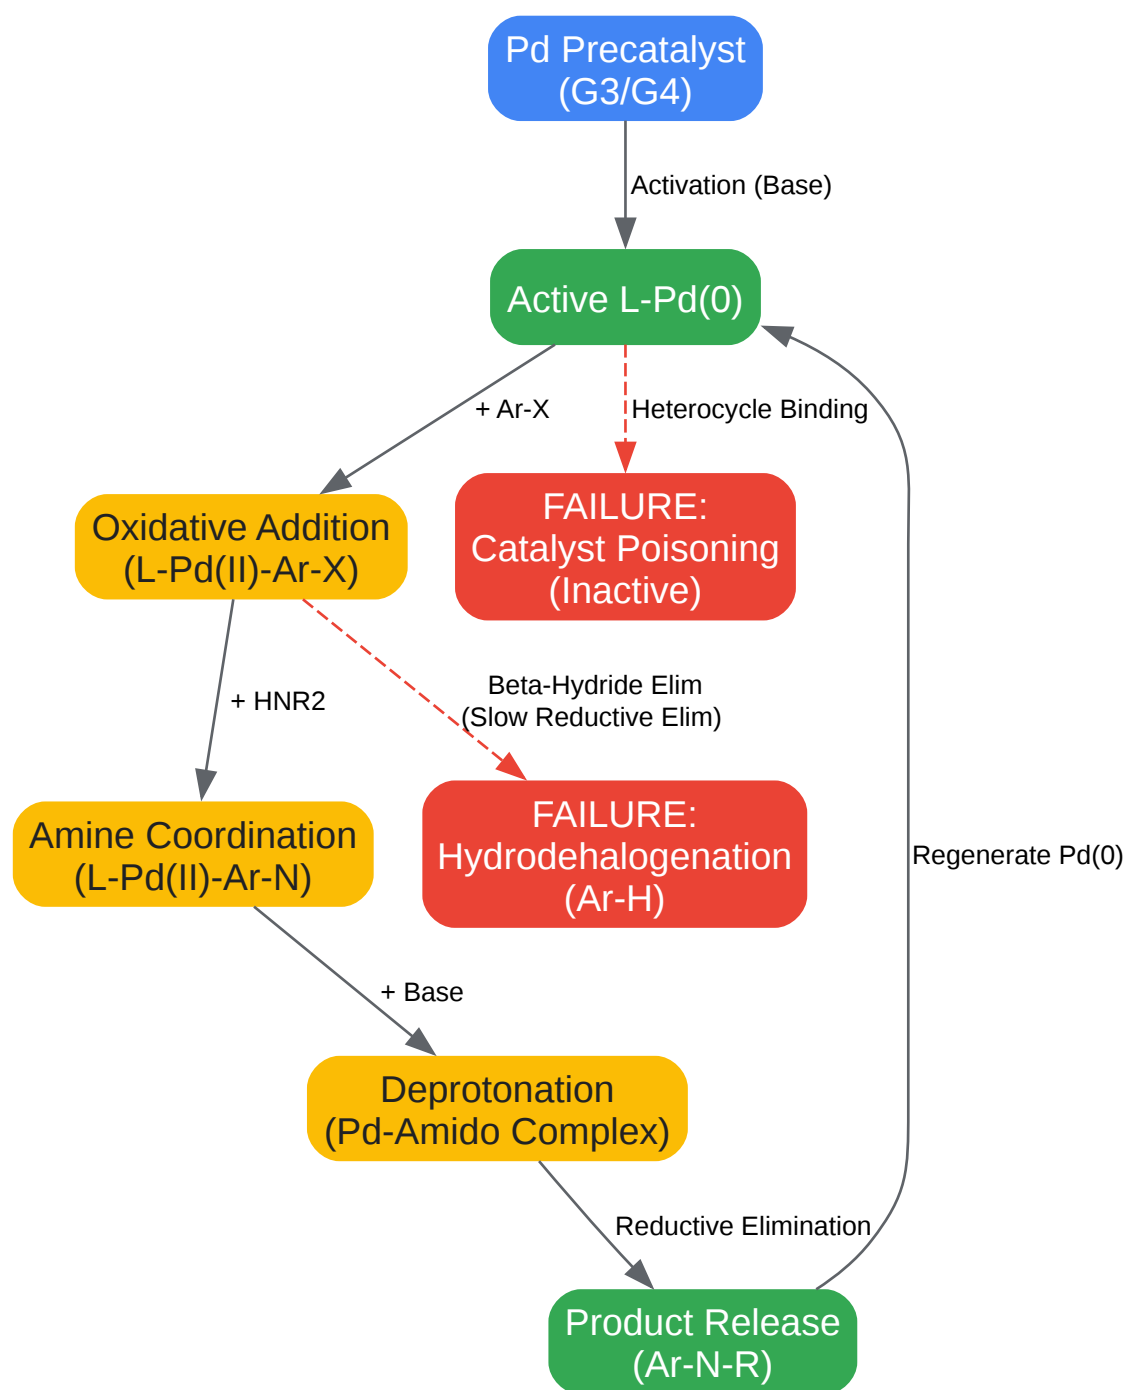 Pd Precatalyst
(G3/G4)
Activation (Base)
Active L-Pd(0)
+ Ar-X
Heterocycle Binding
Oxidative Addition
(L-Pd(II)-Ar-X)
FAILURE:
Catalyst Poisoning
(Inactive)
+ HNR2
Beta-Hydride Elim
(Slow Reductive Elim)
Amine Coordination
(L-Pd(II)-Ar-N)
FAILURE:
Hydrodehalogenation
(Ar-H)
Regenerate Pd(0)
+ Base
Deprotonation
(Pd-Amido Complex)
Reductive Elimination
Product Release
(Ar-N-R)